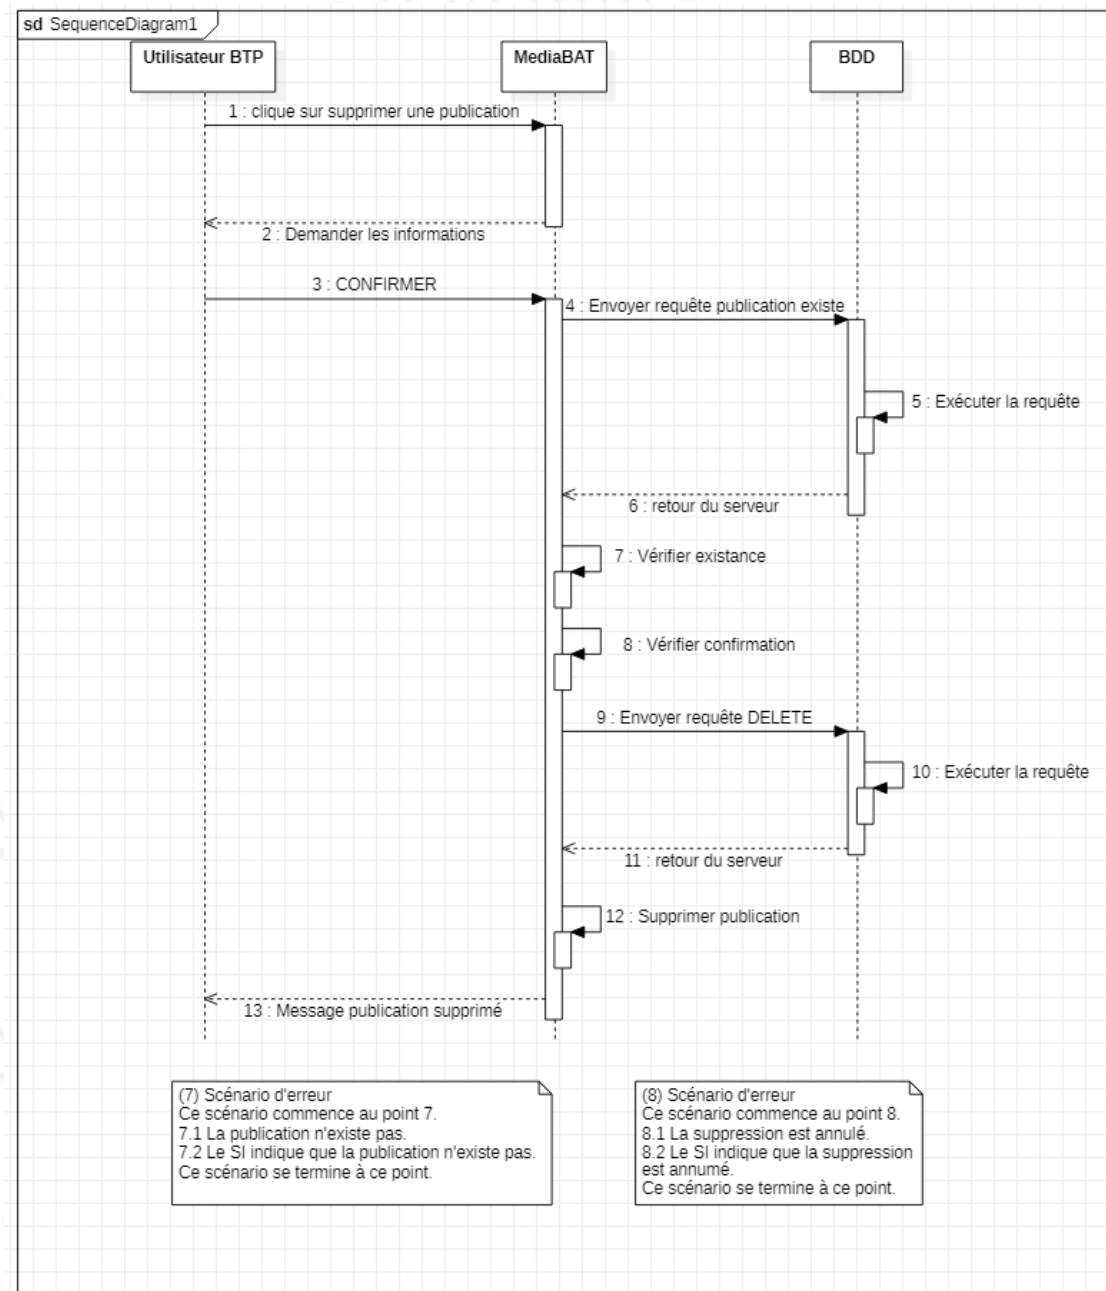 sd SequenceDiagram1
Utilisateur BTP
MediaBAT
BDD
1 : clique sur supprimer une publication
2 : Demander les informations
3 : CONFIRMER
4 : Envoyer requête publication existe
5 : Exécuter la requête
6 : retour du serveur
7 : Vérifier existance
8 : Vérifier confirmation
9 : Envoyer requête DELETE
10 : Exécuter la requête
11 : retour du serveur
12 : Supprimer publication
13 : Message publication supprimé
(7) Scénario d'erreur
Ce scénario commence au point 7.
7.1 La publication n'existe pas.
7.2 Le SI indique que la publication n'existe pas.
Ce scénario se termine à ce point.
(8) Scénario d'erreur
Ce scénario commence au point 8.
8.1 La suppression est annulé.
8.2 Le SI indique que la suppression
est annumé.
Ce scénario se termine à ce point.